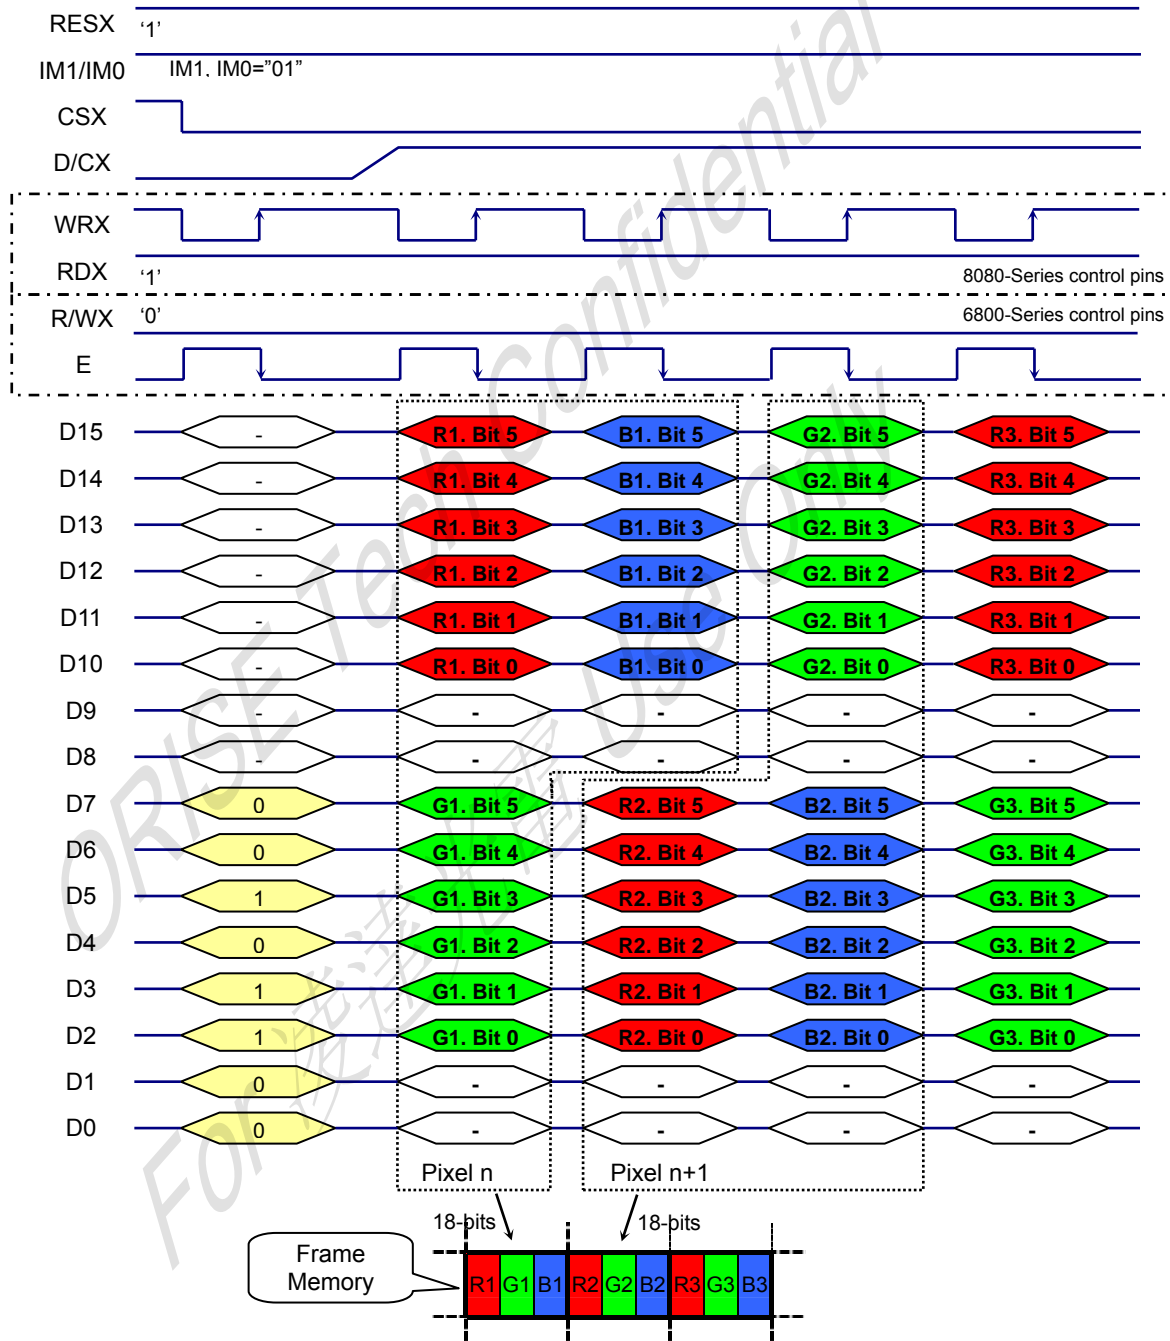 RESX '1'
IM1/IM0 IM1, IM0="01"
CSX
D/CX
WRX
RDX '1' 8080-Series control pins
R/WX '0' 6800-Series control pins
E
D15 - R1. Bit 5 B1. Bit 5 G2. Bit 5 R3. Bit 5
D14 - R1. Bit 4 B1. Bit 4 G2. Bit 4 R3. Bit 4
D13 - R1. Bit 3 B1. Bit 3 G2. Bit 3 R3. Bit 3
D12 - R1. Bit 2 B1. Bit 2 G2. Bit 2 R3. Bit 2
D11 - R1. Bit 1 B1. Bit 1 G2. Bit 1 R3. Bit 1
D10 - R1. Bit 0 B1. Bit 0 G2. Bit 0 R3. Bit 0
D9 - - - - -
D8 - - - - -
D7 0 G1. Bit 5 R2. Bit 5 B2. Bit 5 G3. Bit 5
D6 0 G1. Bit 4 R2. Bit 4 B2. Bit 4 G3. Bit 4
D5 1 G1. Bit 3 R2. Bit 3 B2. Bit 3 G3. Bit 3
D4 0 G1. Bit 2 R2. Bit 2 B2. Bit 2 G3. Bit 2
D3 1 G1. Bit 1 R2. Bit 1 B2. Bit 1 G3. Bit 1
D2 1 G1. Bit 0 R2. Bit 0 B2. Bit 0 G3. Bit 0
D1 0 - - - -
D0 0 - - - -
Pixel n Pixel n+1
18-bits 18-bits
Frame
Memory
R1 G1 B1 R2 G2 B2 R3 G3 B3
ORISE Tech Confidential
For 凌達光電 Use Only